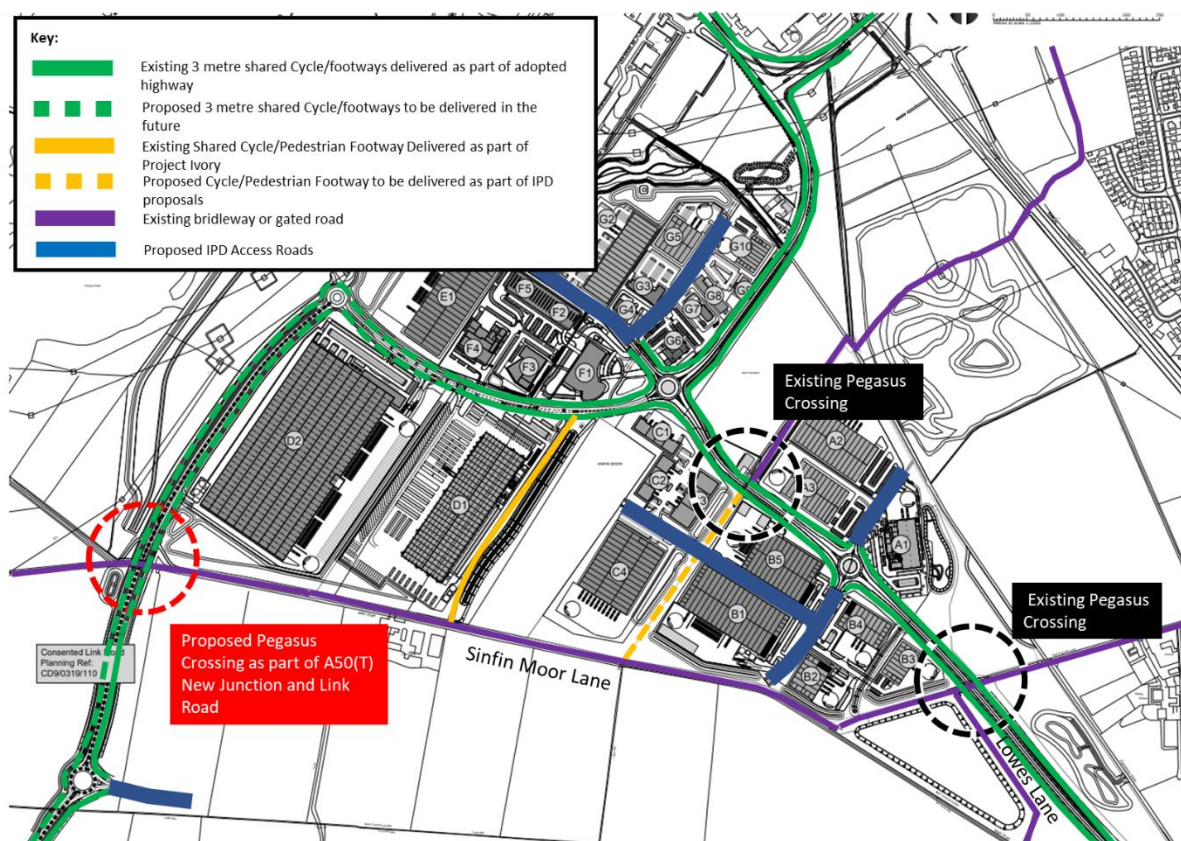 Key:
Existing 3 metre shared Cycle/footways delivered as part of adopted
highway
Proposed 3 metre shared Cycle/footways to be delivered in the
future
Existing Shared Cycle/Pedestrian Footway Delivered as part of
Project Ivory
Proposed Cycle/Pedestrian Footway to be delivered as part of IPD
proposals
Existing bridleway or gated road
Proposed IPD Access Roads
G2
G5
G10
E1
F5
G3
G8
F2
G4
G7
F4
G6
F3
F1
Existing Pegasus
Crossing
C1
A2
D2
C2
A3
D1
A1
B5
C4
B1
B4
Existing Pegasus
Crossing
B3
B2
Proposed Pegasus
Crossing as part of A50(T)
New Junction and Link
Road
Sinfin Moor Lane
Consented Link Road
Planning Ref:
CD9/0319/110
Lowes Lane